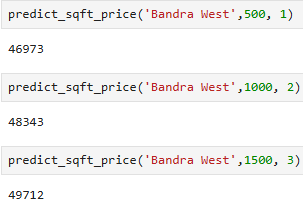 predict_sqft_price('Bandra West',500, 1)
46973
predict_sqft_price('Bandra West',1000, 2)
48343
predict_sqft_price('Bandra West',1500, 3)
49712